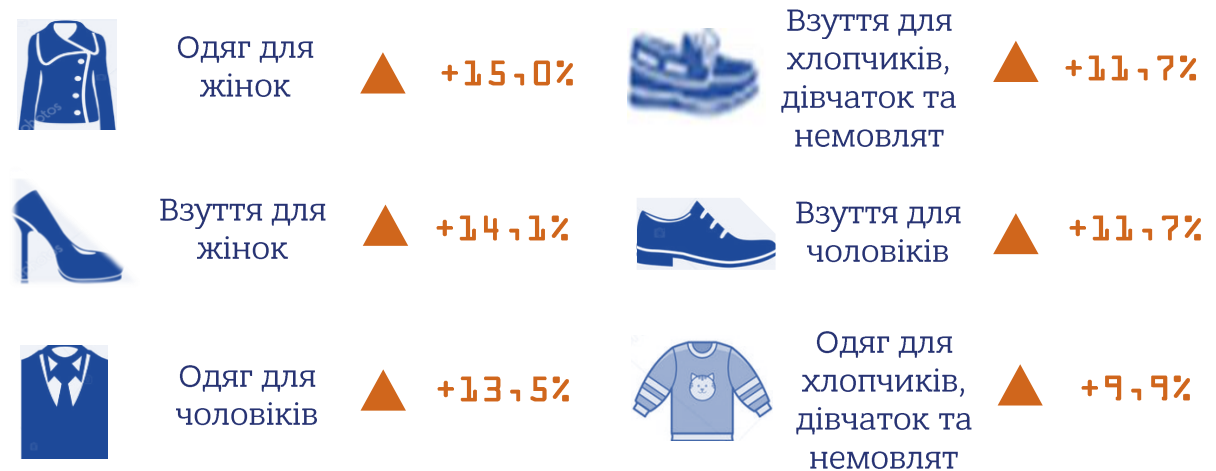 Одяг для
жінок
+15,0%
Взуття для
хлопчиків,
дівчаток та
немовлят
+11,7%
Взуття для
жінок
+14,1%
Взуття для
чоловіків
+11,7%
Одяг для
чоловіків
+13,5%
Одяг для
хлопчиків,
дівчаток та
немовлят
+9,9%